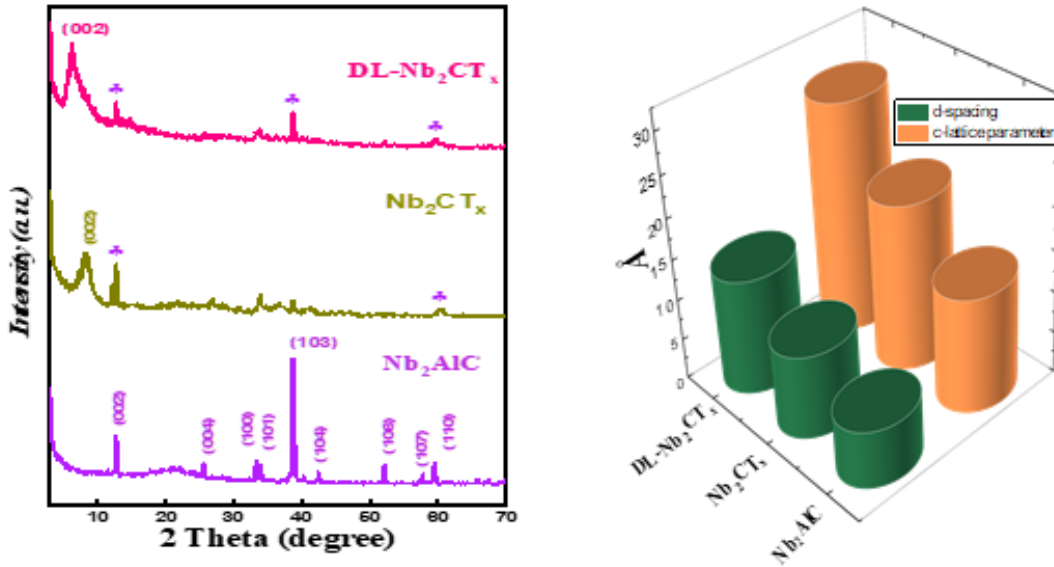 (002)
DL-Nb₂CTₓ
♣ ♣ ♣
Nb₂CTₓ
(002)
♣ ♣
Nb₂AlC
(103)
(002)
(004)
(100)
(101)
(104)
(106)
(107)
(110)
Intensity (a.u)
10 20 30 40 50 60 70
2 Theta (degree)
d-spacing
c-lattice parameter
30
25
20
15
10
5
0
Å
DL-Nb₂CTₓ
Nb₂CTₓ
Nb₂AlC